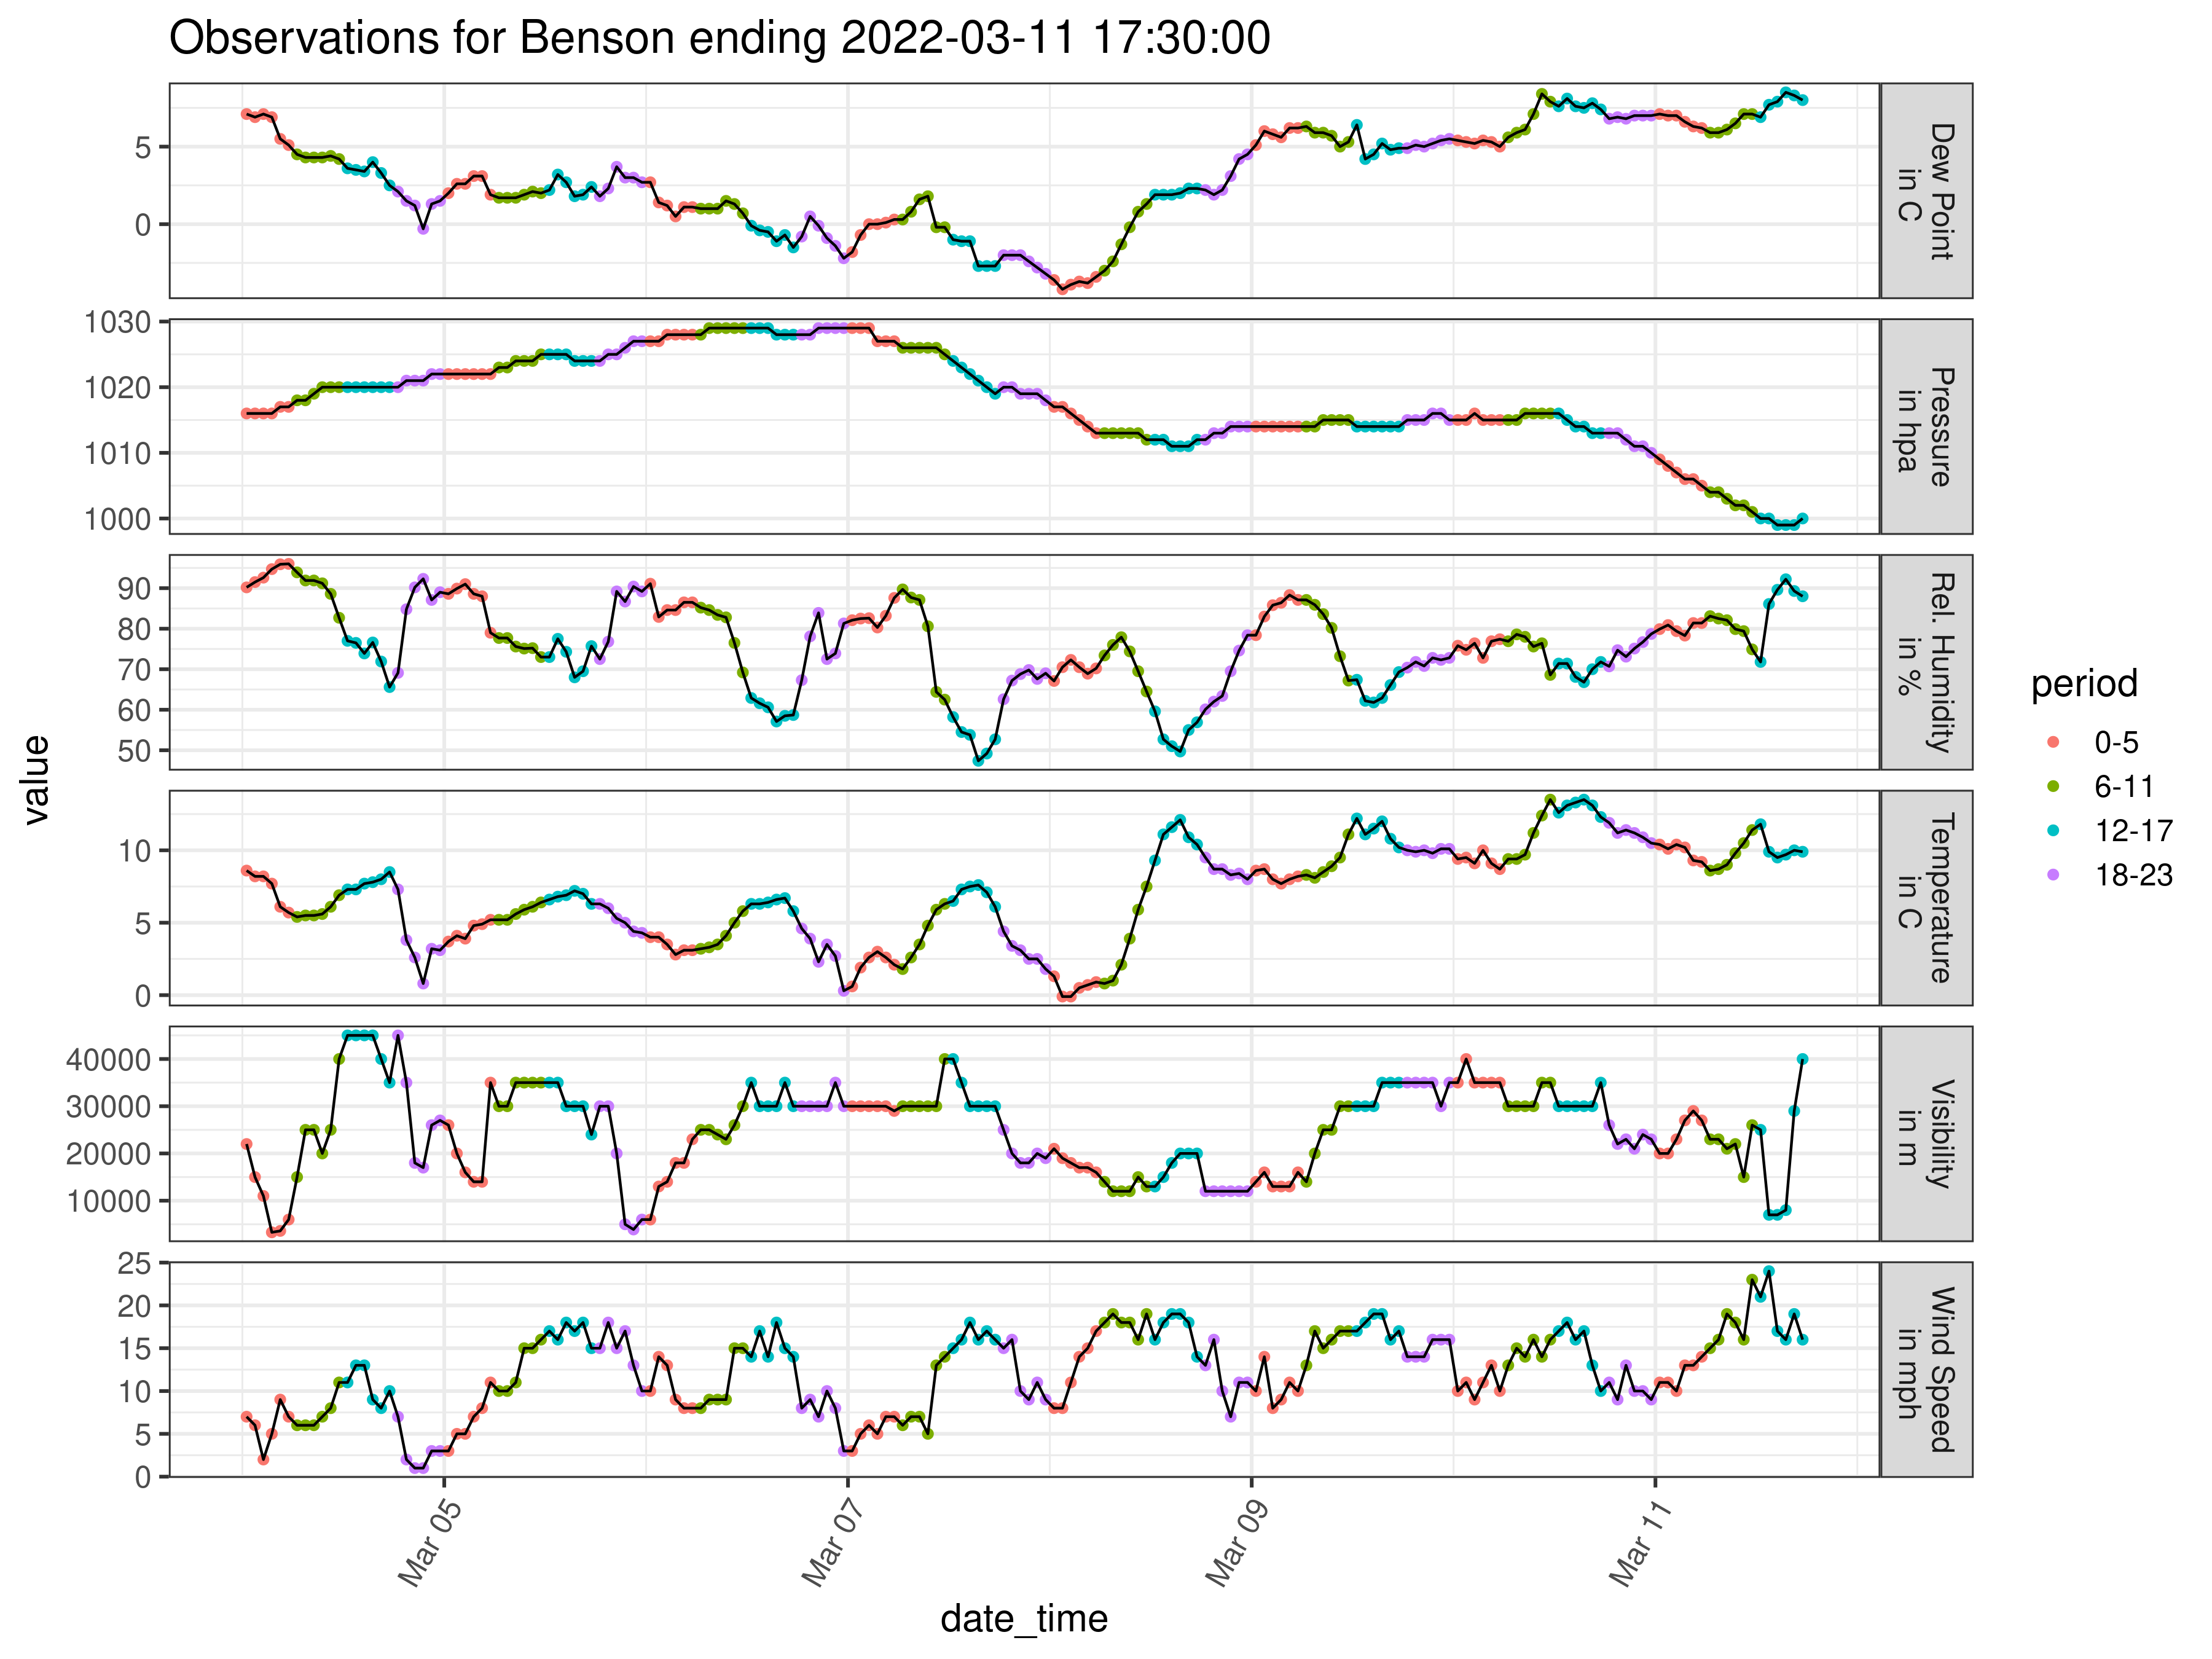 Observations for Benson ending 2022-03-11 17:30:00
5
0
Dew Point
in C
1030
1020
1010
1000
Pressure
in hpa
90
80
70
60
50
Rel. Humidity
in %
10
5
0
Temperature
in C
40000
30000
20000
10000
Visibility
in m
25
20
15
10
5
0
Wind Speed
in mph
value
Mar 05
Mar 07
Mar 09
Mar 11
date_time
period
0-5
6-11
12-17
18-23